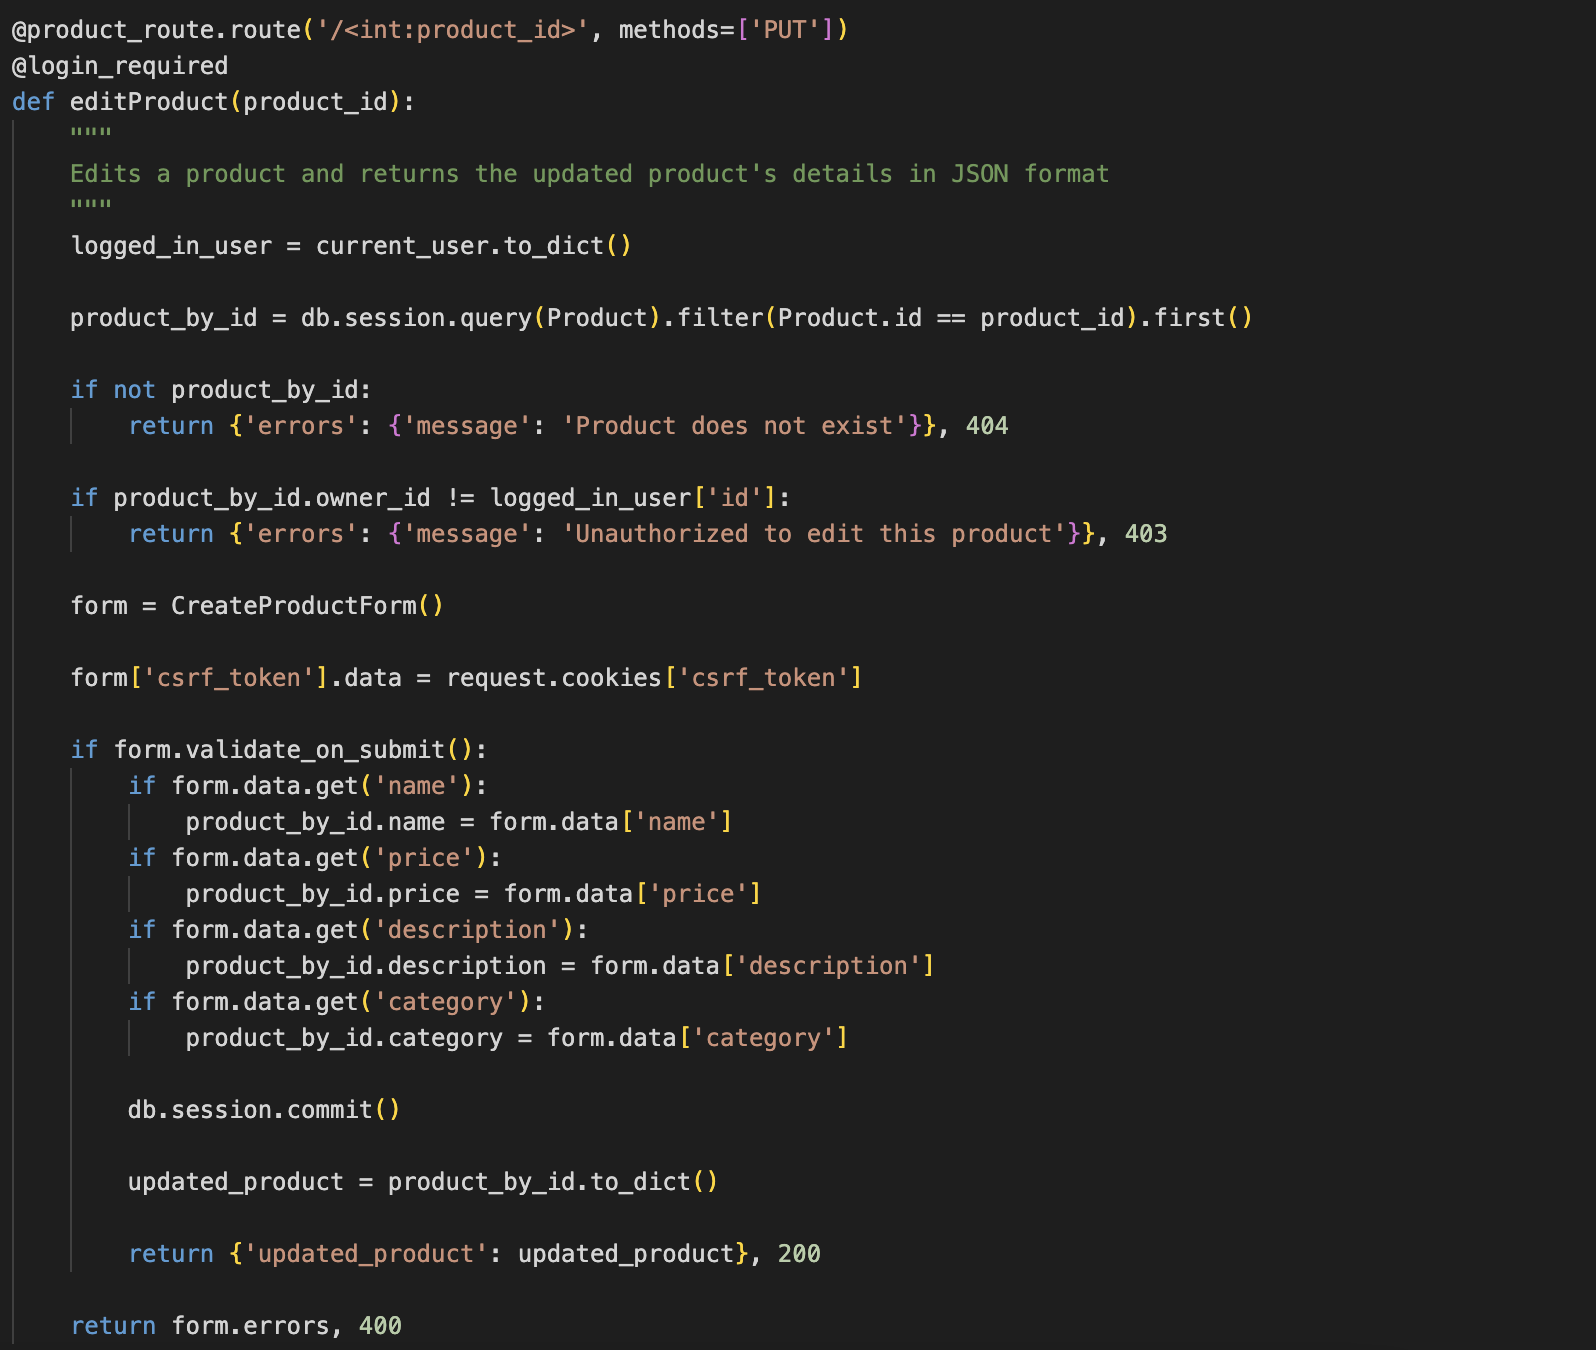 @product_route.route('/<int:product_id>', methods=['PUT'])
@login_required
def editProduct(product_id):
    """
    Edits a product and returns the updated product's details in JSON format
    """
    logged_in_user = current_user.to_dict()
    product_by_id = db.session.query(Product).filter(Product.id == product_id).first()
    if not product_by_id:
        return {'errors': {'message': 'Product does not exist'}}, 404
    if product_by_id.owner_id != logged_in_user['id']:
        return {'errors': {'message': 'Unauthorized to edit this product'}}, 403
    form = CreateProductForm()
    form['csrf_token'].data = request.cookies['csrf_token']
    if form.validate_on_submit():
        if form.data.get('name'):
            product_by_id.name = form.data['name']
        if form.data.get('price'):
            product_by_id.price = form.data['price']
        if form.data.get('description'):
            product_by_id.description = form.data['description']
        if form.data.get('category'):
            product_by_id.category = form.data['category']
        db.session.commit()
        updated_product = product_by_id.to_dict()
        return {'updated_product': updated_product}, 200
    return form.errors, 400